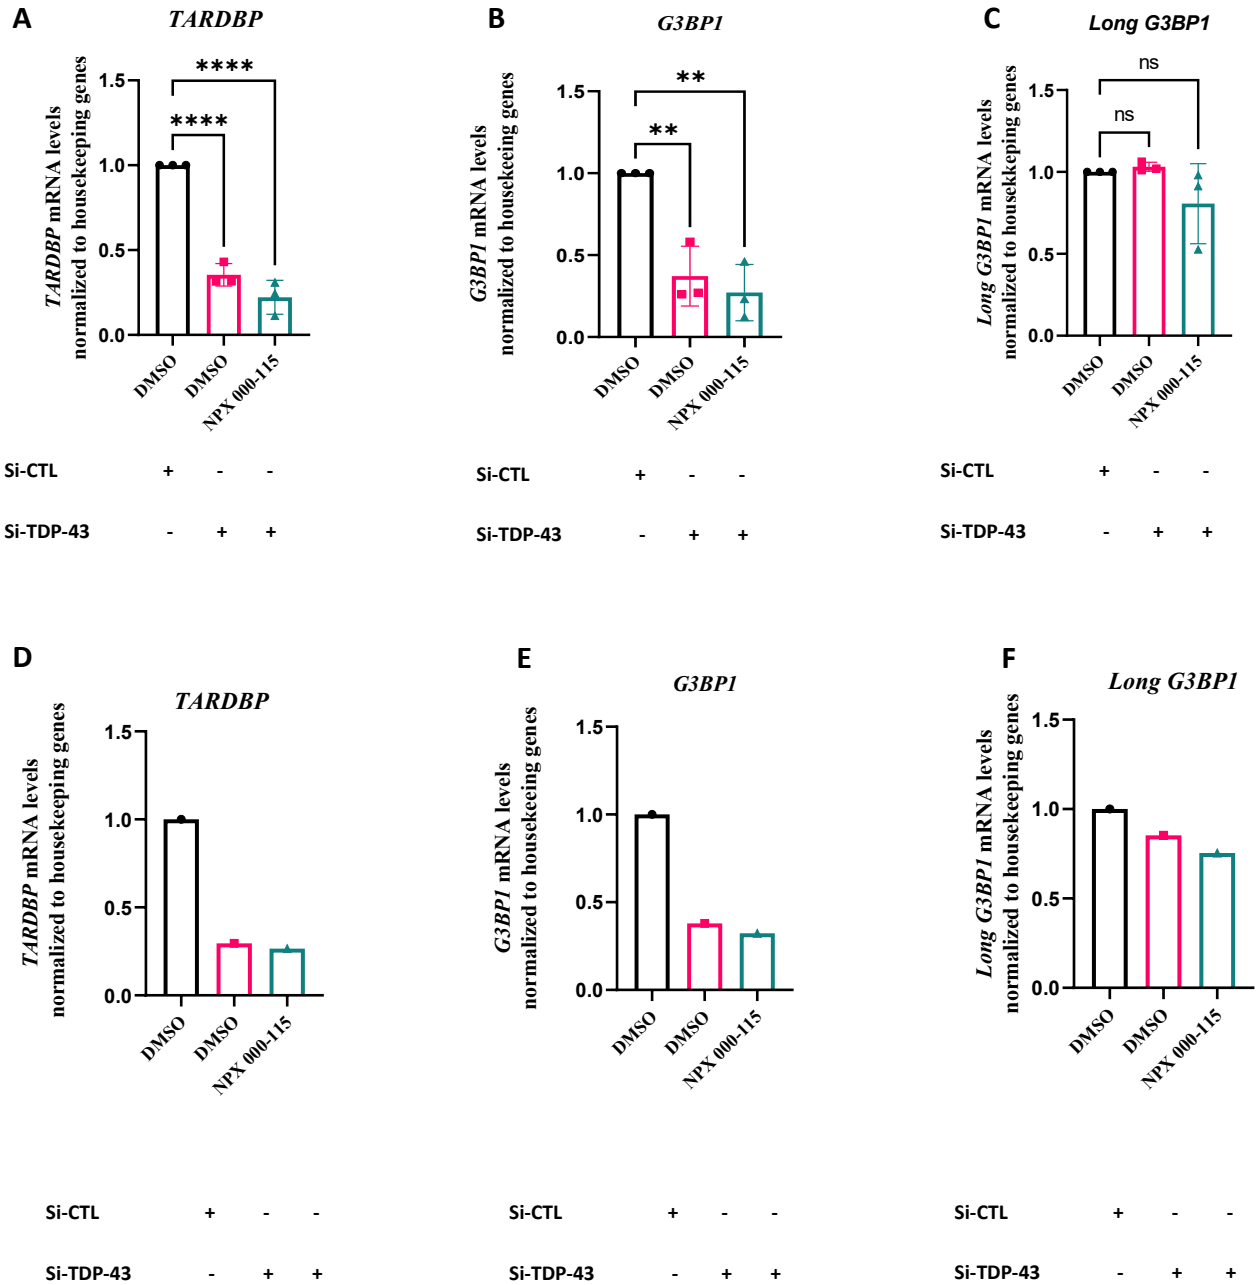 A
TARDBP
TARDBP mRNA levels
normalized to housekeeping genes
1.5
1.0
0.5
0.0
****
****
DMSO
DMSO
NPX 000-115
Si-CTL + - -
Si-TDP-43 - + +
B
G3BP1
G3BP1 mRNA levels
normalized to housekeeing genes
1.5
1.0
0.5
0.0
**
**
DMSO
DMSO
NPX 000-115
Si-CTL + - -
Si-TDP-43 - + +
C
Long G3BP1
Long G3BP1 mRNA levels
normalized to housekkeping genes
1.5
1.0
0.5
0.0
ns
ns
DMSO
DMSO
NPX 000-115
Si-CTL + - -
Si-TDP-43 - + +
D
TARDBP
TARDBP mRNA levels
normalized to housekeeping genes
1.5
1.0
0.5
0.0
DMSO
DMSO
NPX 000-115
Si-CTL + - -
Si-TDP-43 - + +
E
G3BP1
G3BP1 mRNA levels
normalized to housekeeing genes
1.5
1.0
0.5
0.0
DMSO
DMSO
NPX 000-115
Si-CTL + - -
Si-TDP-43 - + +
F
Long G3BP1
Long G3BP1 mRNA levels
normalized to housekeeping genes
1.5
1.0
0.5
0.0
DMSO
DMSO
NPX 000-115
Si-CTL + - -
Si-TDP-43 - + +